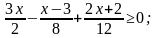 3x/2 − (x−3)/8 + (2x+2)/12 ≥ 0 ;